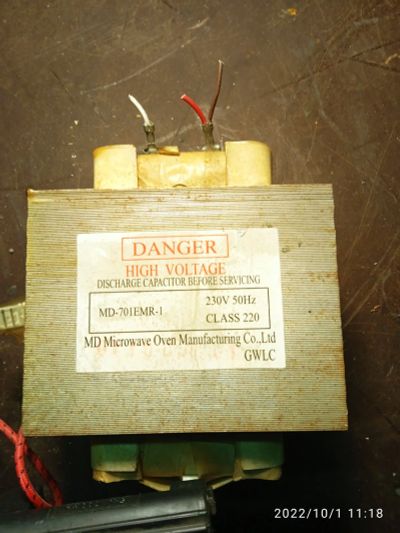 DANGER
HIGH VOLTAGE
DISCHARGE CAPACITOR BEFORE SERVICING
MD-701EMR-1
230V 50Hz
CLASS 220
MD Microwave Oven Manufacturing Co.,Ltd
GWLC
2022/10/1 11:18